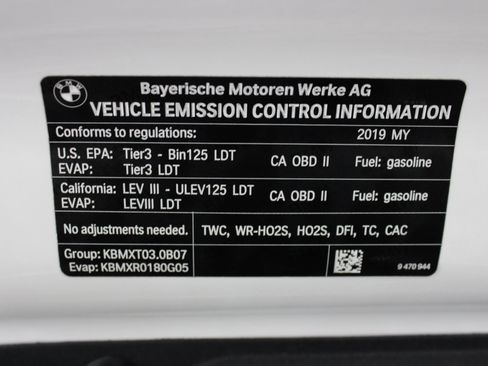 BMW
Bayerische Motoren Werke AG
VEHICLE EMISSION CONTROL INFORMATION
Conforms to regulations: 2019 MY
U.S. EPA: Tier3 - Bin125 LDT CA OBD II Fuel: gasoline
EVAP: Tier3 LDT
California: LEV III - ULEV125 LDT CA OBD II Fuel: gasoline
EVAP: LEVIII LDT
No adjustments needed. TWC, WR-HO2S, HO2S, DFI, TC, CAC
Group: KBMXT03.0B07
Evap: KBMXR0180G05 9 470 944